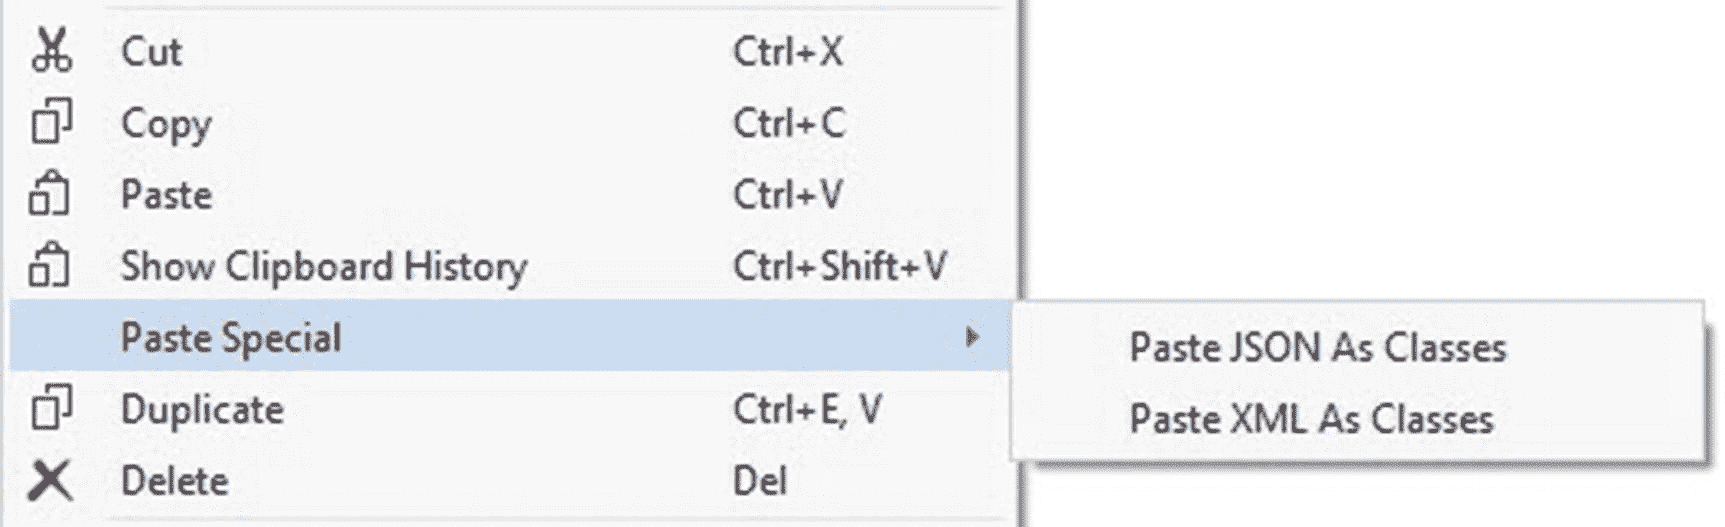 Cut Ctrl+X
Copy Ctrl+C
Paste Ctrl+V
Show Clipboard History Ctrl+Shift+V
Paste Special
Paste JSON As Classes
Paste XML As Classes
Duplicate Ctrl+E, V
Delete Del